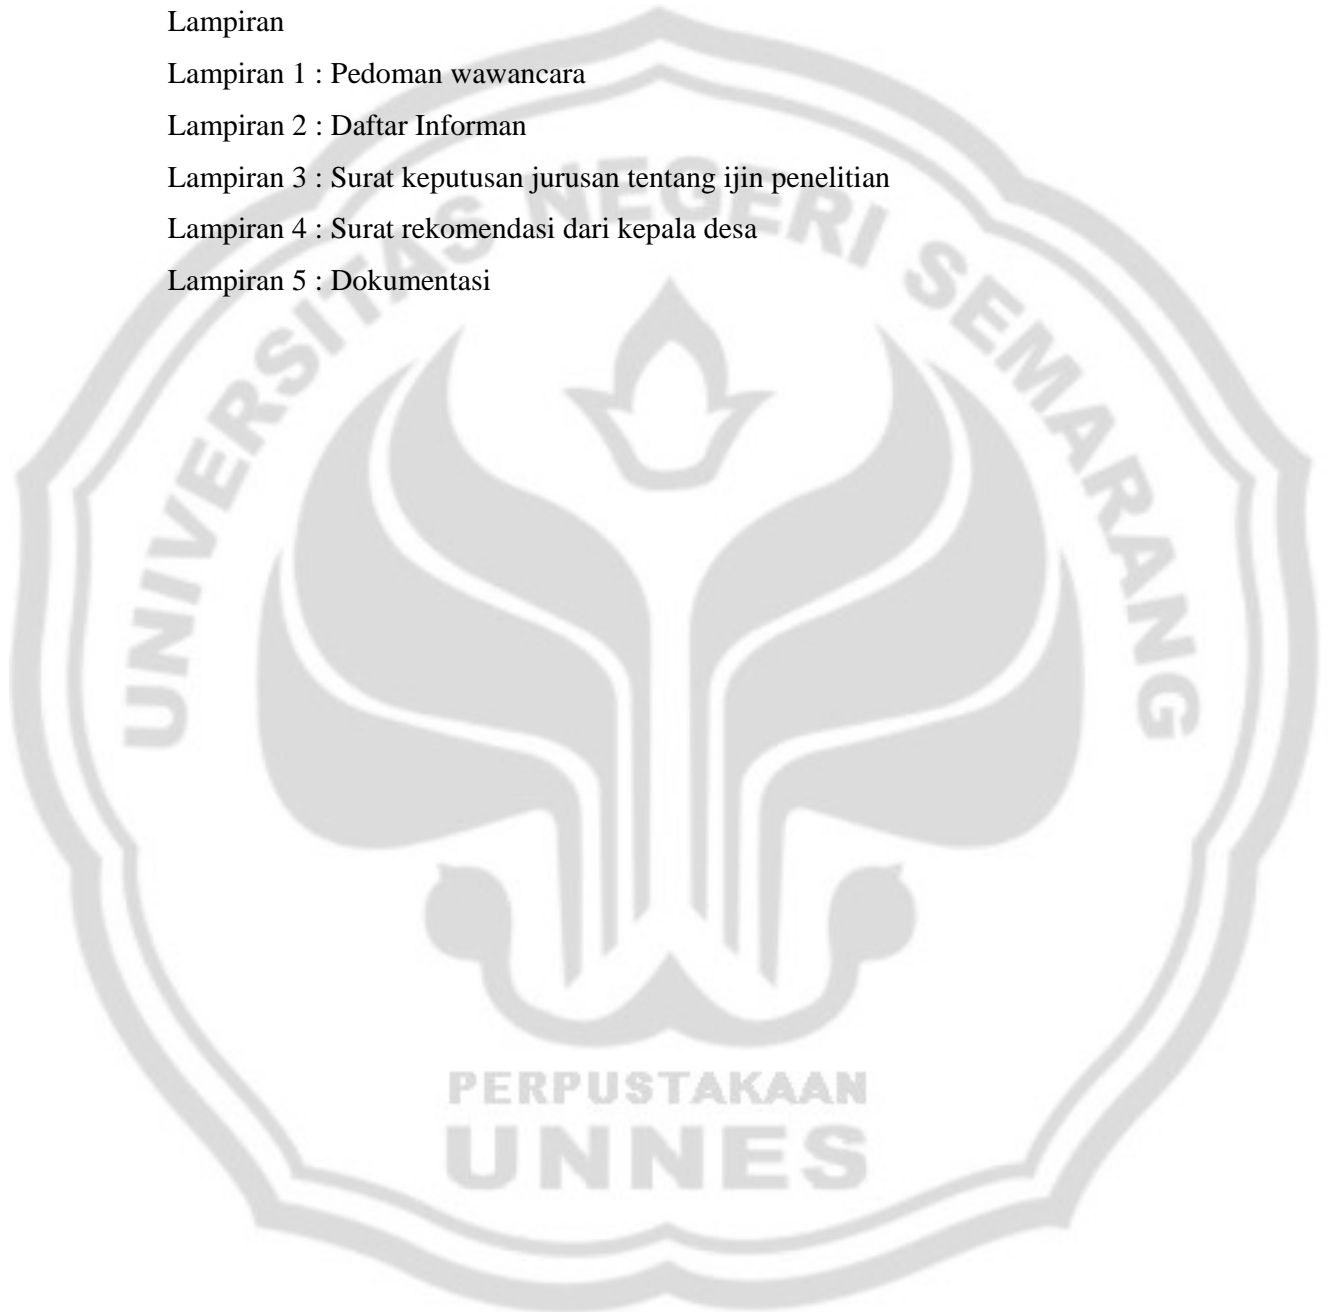 Lampiran
Lampiran 1 : Pedoman wawancara
Lampiran 2 : Daftar Informan
Lampiran 3 : Surat keputusan jurusan tentang ijin penelitian
Lampiran 4 : Surat rekomendasi dari kepala desa
Lampiran 5 : Dokumentasi
UNIVERSITAS NEGERI SEMARANG
PERPUSTAKAAN
UNNES